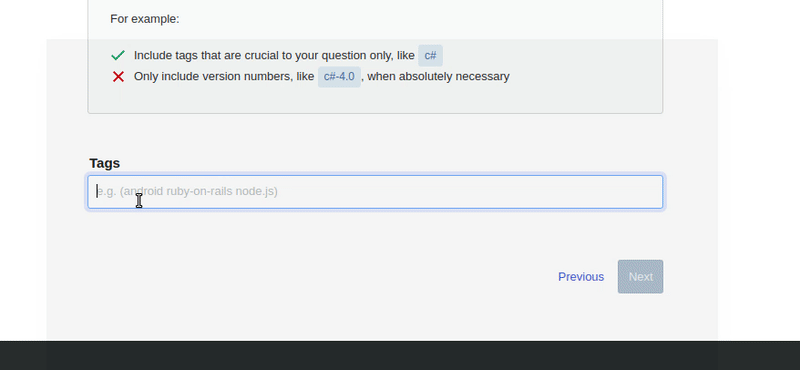 For example:
Include tags that are crucial to your question only, like c#
Only include version numbers, like c#-4.0 , when absolutely necessary
Tags
e.g. (android ruby-on-rails node.js)
Previous Next